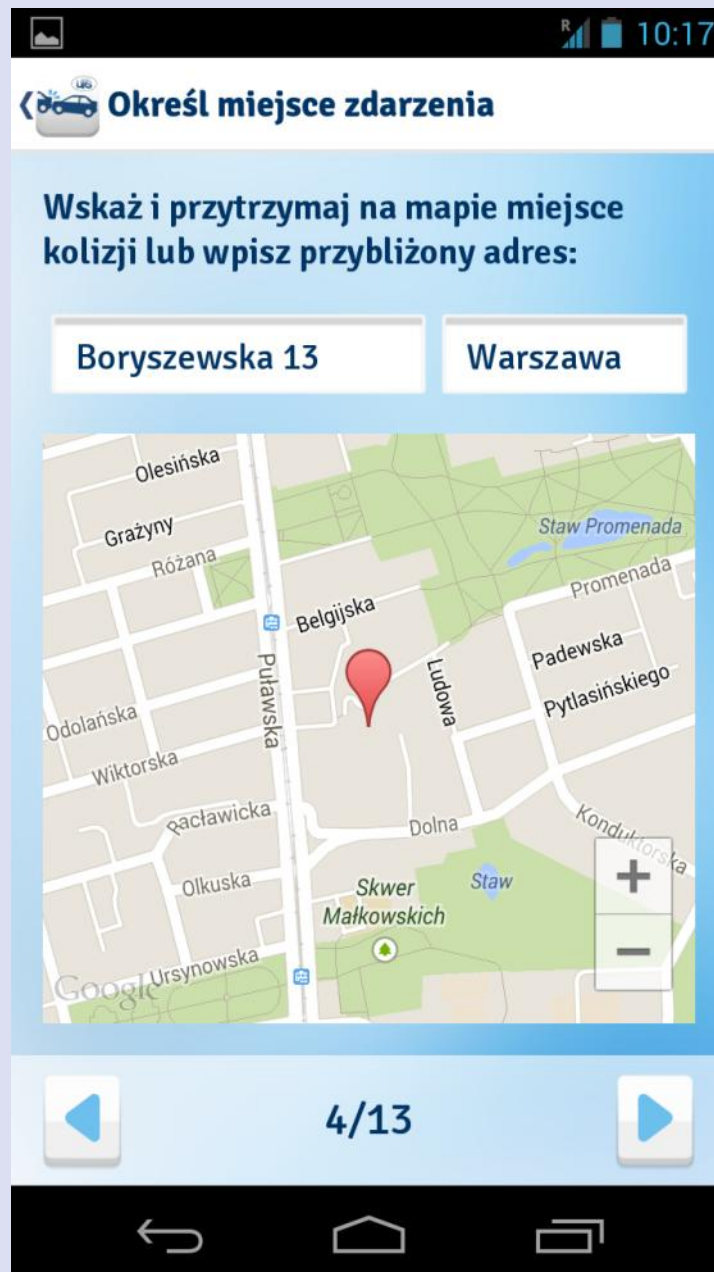 R 10:17
UFG
Określ miejsce zdarzenia
Wskaż i przytrzymaj na mapie miejsce
kolizji lub wpisz przybliżony adres:
Boryszewska 13 Warszawa
Olesińska
Grażyny
Różana
Staw Promenada
Promenada
Belgijska
Padewska
Ludowa
Pytlasińskiego
Puławska
Odolańska
Wiktorska
Racławicka
Dolna
Konduktorska
Olkuska
Skwer
Małkowskich
Staw
+
Ursynowska
−
Google
4/13